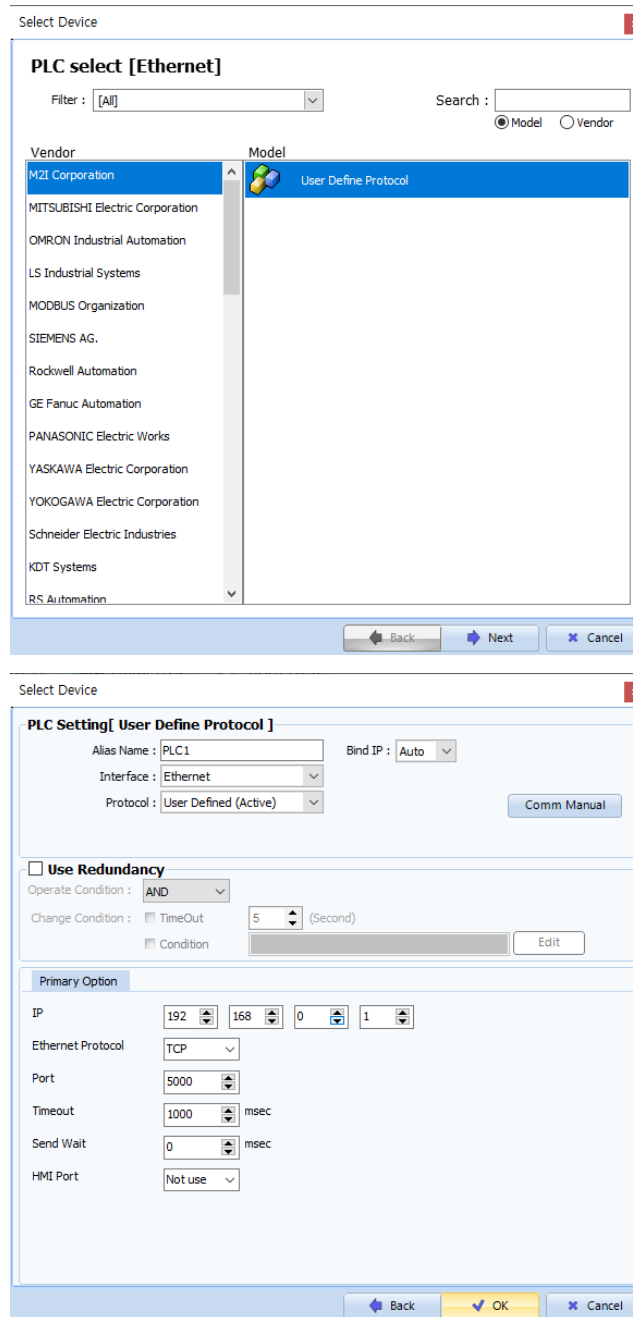 Select Device
PLC select [Ethernet]
Filter : [All]
Search :
Model Vendor
Vendor
Model
M2I Corporation
User Define Protocol
MITSUBISHI Electric Corporation
OMRON Industrial Automation
LS Industrial Systems
MODBUS Organization
SIEMENS AG.
Rockwell Automation
GE Fanuc Automation
PANASONIC Electric Works
YASKAWA Electric Corporation
YOKOGAWA Electric Corporation
Schneider Electric Industries
KDT Systems
RS Automation
Back Next Cancel
Select Device
PLC Setting[ User Define Protocol ]
Alias Name : PLC1 Bind IP : Auto
Interface : Ethernet
Protocol : User Defined (Active) Comm Manual
Use Redundancy
Operate Condition : AND
Change Condition : TimeOut 5 (Second)
Condition Edit
Primary Option
IP 192 168 0 1
Ethernet Protocol TCP
Port 5000
Timeout 1000 msec
Send Wait 0 msec
HMI Port Not use
Back OK Cancel